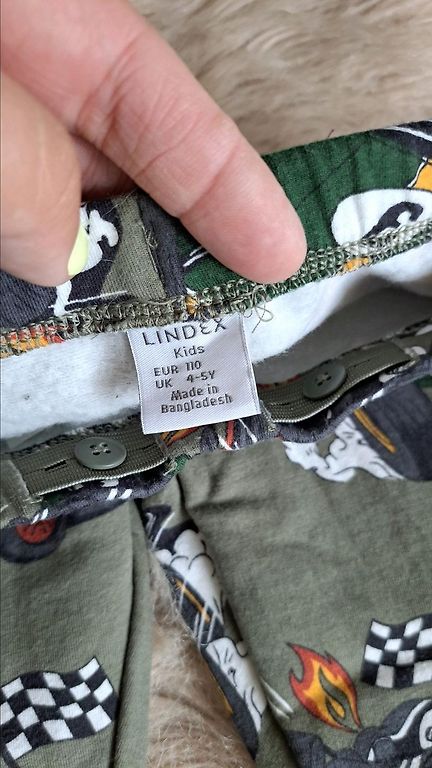 LINDEX
Kids
EUR 110
UK 4-5Y
Made in
Bangladesh